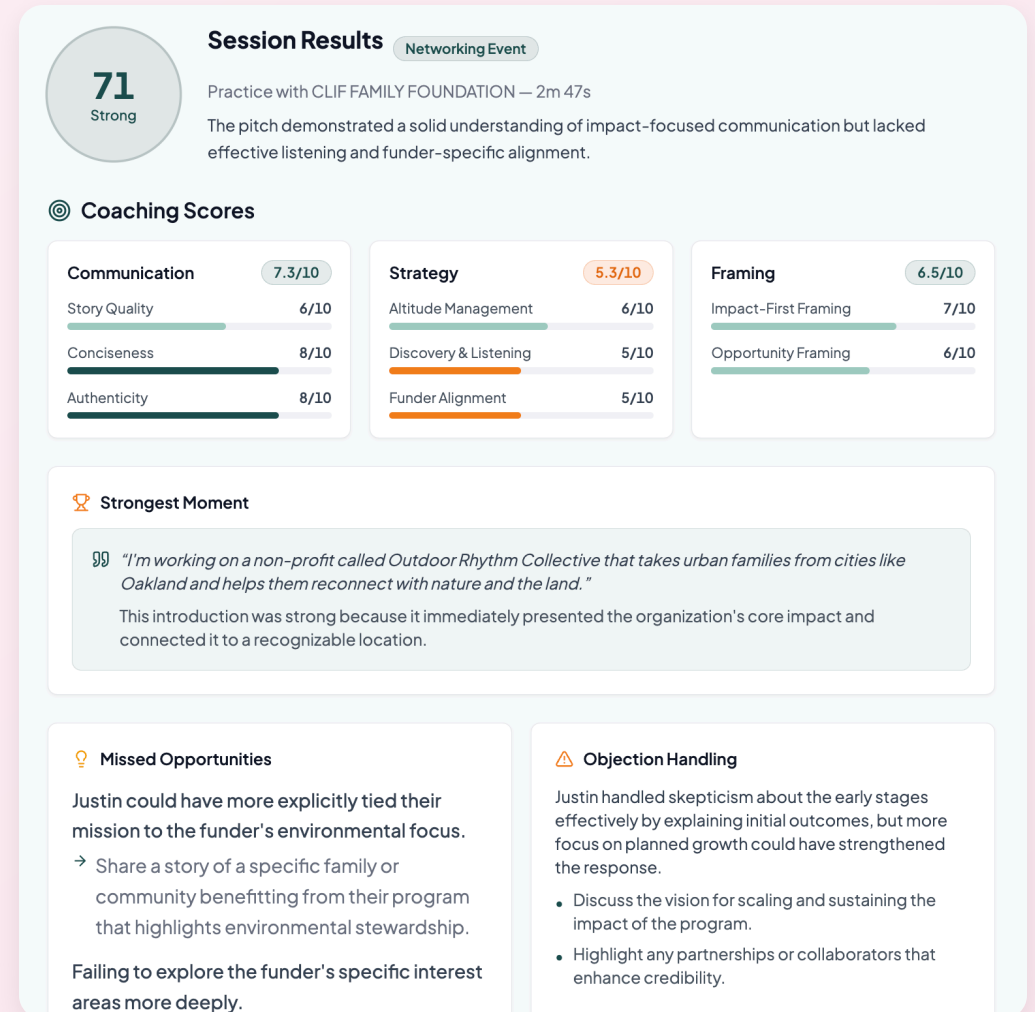 71
Strong
Session Results
Networking Event
Practice with CLIF FAMILY FOUNDATION — 2m 47s
The pitch demonstrated a solid understanding of impact-focused communication but lacked
effective listening and funder-specific alignment.
Coaching Scores
Communication 7.3/10
Story Quality 6/10
Conciseness 8/10
Authenticity 8/10
Strategy 5.3/10
Altitude Management 6/10
Discovery & Listening 5/10
Funder Alignment 5/10
Framing 6.5/10
Impact-First Framing 7/10
Opportunity Framing 6/10
Strongest Moment
“I'm working on a non-profit called Outdoor Rhythm Collective that takes urban families from cities like
Oakland and helps them reconnect with nature and the land.”
This introduction was strong because it immediately presented the organization's core impact and
connected it to a recognizable location.
Missed Opportunities
Justin could have more explicitly tied their
mission to the funder's environmental focus.
→ Share a story of a specific family or
community benefitting from their program
that highlights environmental stewardship.
Failing to explore the funder's specific interest
areas more deeply.
Objection Handling
Justin handled skepticism about the early stages
effectively by explaining initial outcomes, but more
focus on planned growth could have strengthened
the response.
• Discuss the vision for scaling and sustaining the
impact of the program.
• Highlight any partnerships or collaborators that
enhance credibility.